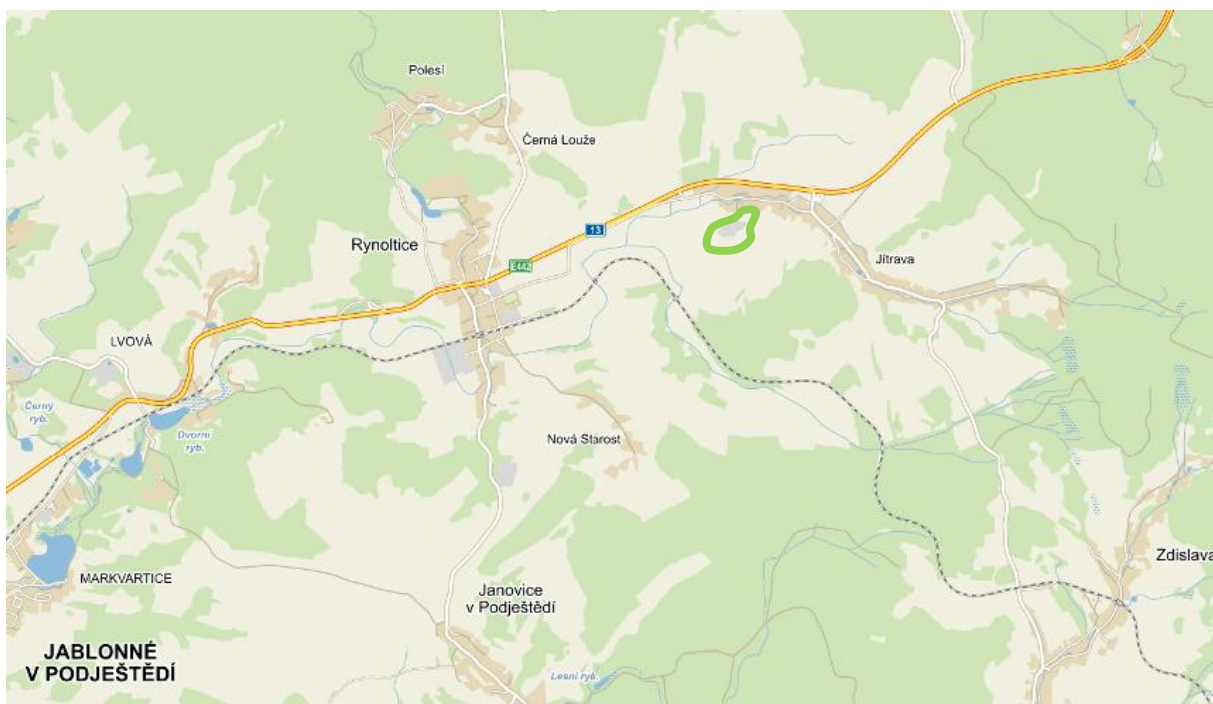 Polesí
Černá Louže
13
Rynoltice
E442
Jítrava
LVOVÁ
Černý
ryb.
Dvorní
ryb.
Nová Starost
Zdislava
MARKVARTICE
Janovice
v Podještědí
JABLONNÉ
V PODJEŠTĚDÍ
Lesní ryb.